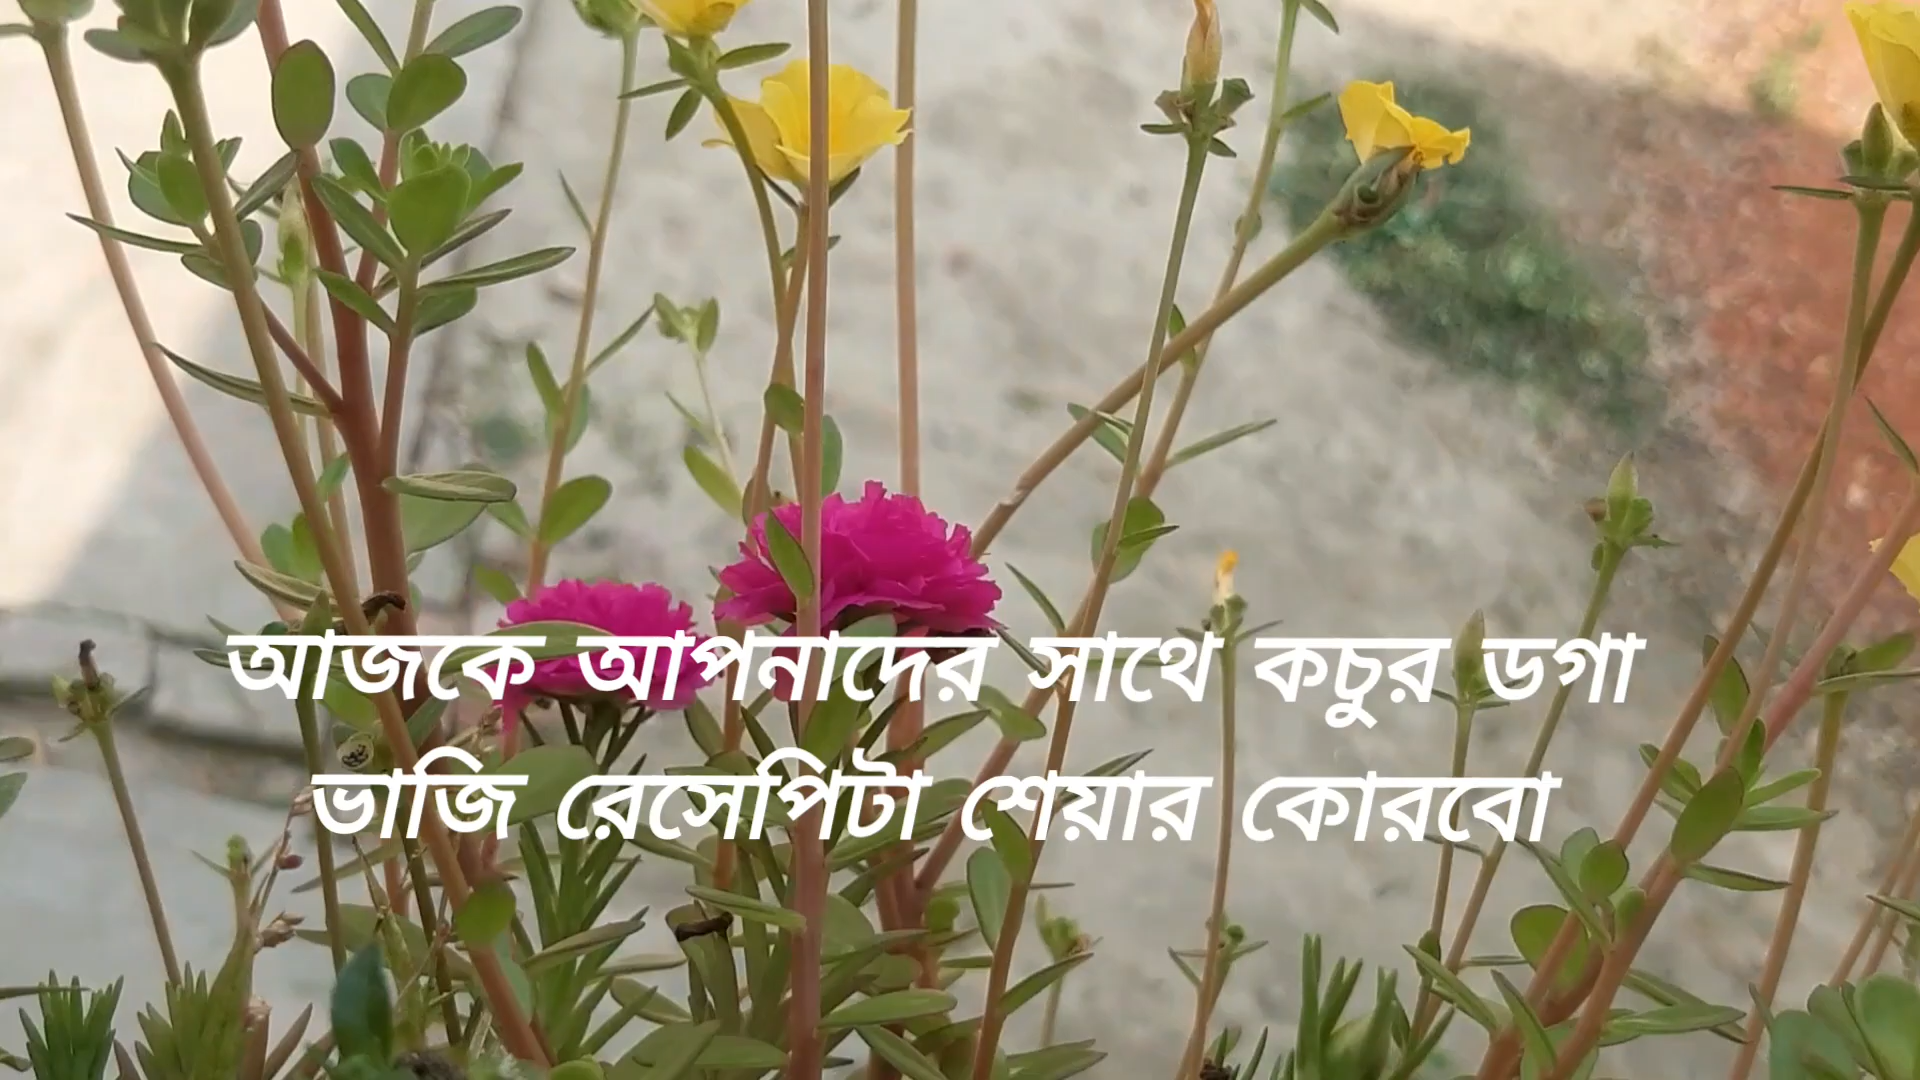 আজকে আপনাদের সাথে কচুর ডগা
ভাজি রেসেপিটা শেয়ার কোরবো